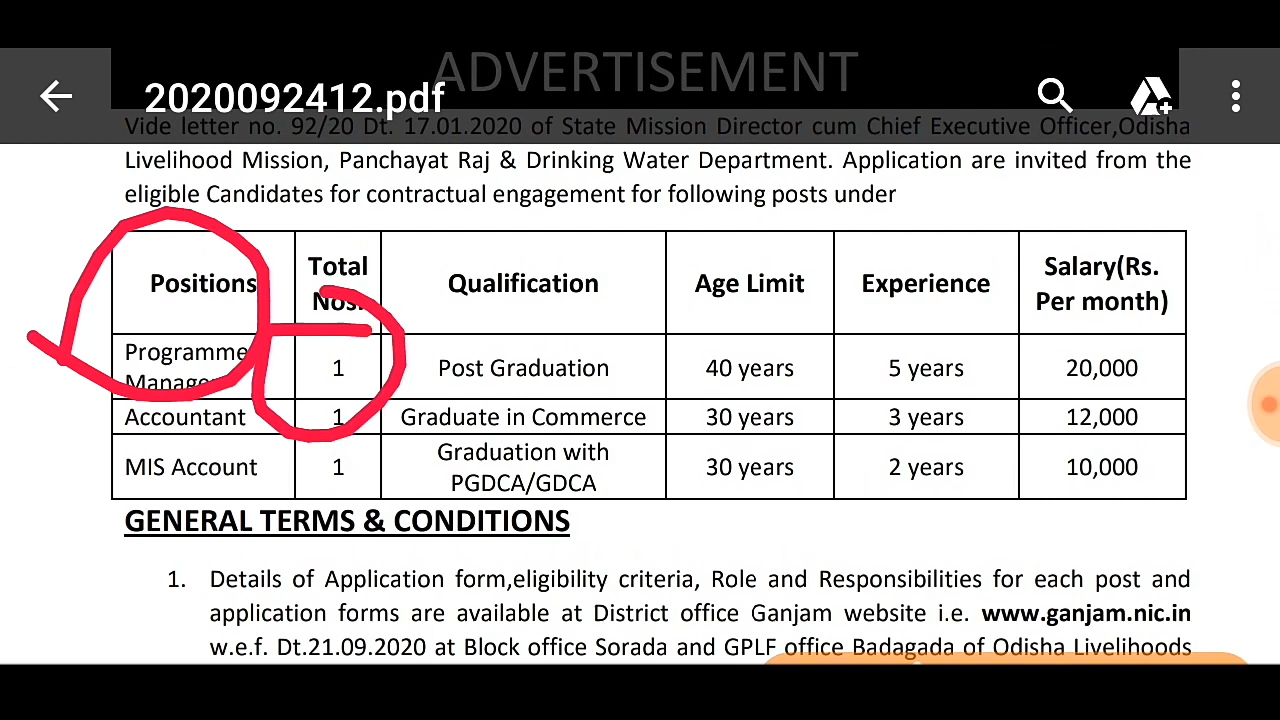 ADVERTISEMENT
2020092412.pdf
Vide letter no. 92/20 Dt. 17.01.2020 of State Mission Director cum Chief Executive Officer,Odisha
Livelihood Mission, Panchayat Raj & Drinking Water Department. Application are invited from the
eligible Candidates for contractual engagement for following posts under
Positions Total Nos. Qualification Age Limit Experience Salary(Rs. Per month)
Programme Manager 1 Post Graduation 40 years 5 years 20,000
Accountant 1 Graduate in Commerce 30 years 3 years 12,000
MIS Account 1 Graduation with PGDCA/GDCA 30 years 2 years 10,000
GENERAL TERMS & CONDITIONS
1. Details of Application form,eligibility criteria, Role and Responsibilities for each post and
application forms are available at District office Ganjam website i.e. www.ganjam.nic.in
w.e.f. Dt.21.09.2020 at Block office Sorada and GPLF office Badagada of Odisha Livelihoods